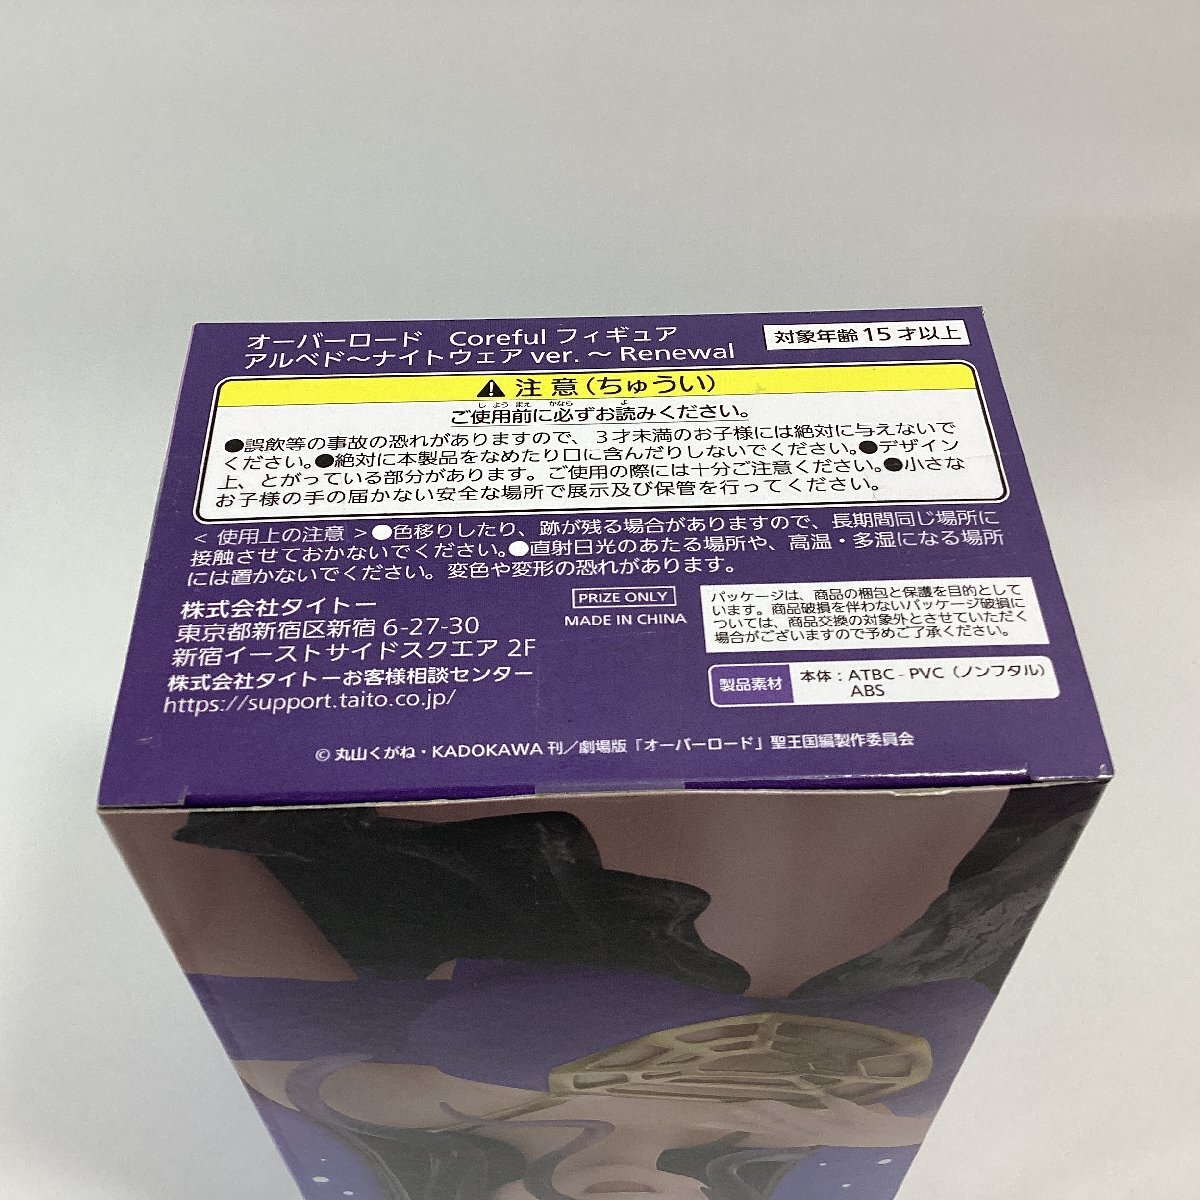 オーバーロード Coreful フィギュア
アルベド〜ナイトウェア ver. 〜 Renewal
対象年齢 15 才以上
注意(ちゅうい)
しよう まえ かなら よ
ご使用前に必ずお読みください。
●誤飲等の事故の恐れがありますので、3才未満のお子様には絶対に与えないで
ください。●絶対に本製品をなめたり口に含んだりしないでください。●デザイン
上、とがっている部分があります。ご使用の際には十分ご注意ください。●小さな
お子様の手の届かない安全な場所で展示及び保管を行ってください。
< 使用上の注意 >●色移りしたり、跡が残る場合がありますので、長期間同じ場所に
接触させておかないでください。●直射日光のあたる場所や、高温・多湿になる場所
には置かないでください。変色や変形の恐れがあります。
株式会社タイトー
東京都新宿区新宿 6-27-30
新宿イーストサイドスクエア 2F
株式会社タイトーお客様相談センター
https://support.taito.co.jp/
PRIZE ONLY
MADE IN CHINA
パッケージは、商品の梱包と保護を目的として
います。商品破損を伴わないパッケージ破損に
ついては、商品交換の対象外とさせていただく
場合がございますので予めご了承ください。
製品素材
本体：ATBC - PVC（ノンフタル）
ABS
© 丸山くがね・KADOKAWA 刊／劇場版「オーバーロード」聖王国編製作委員会